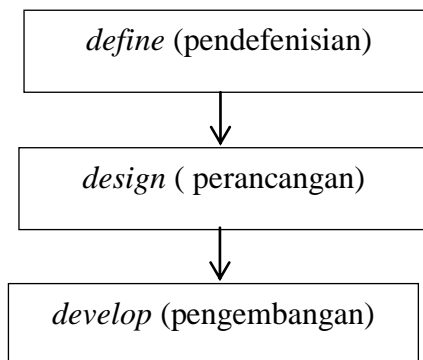 define (pendefenisian)
design ( perancangan)
develop (pengembangan)